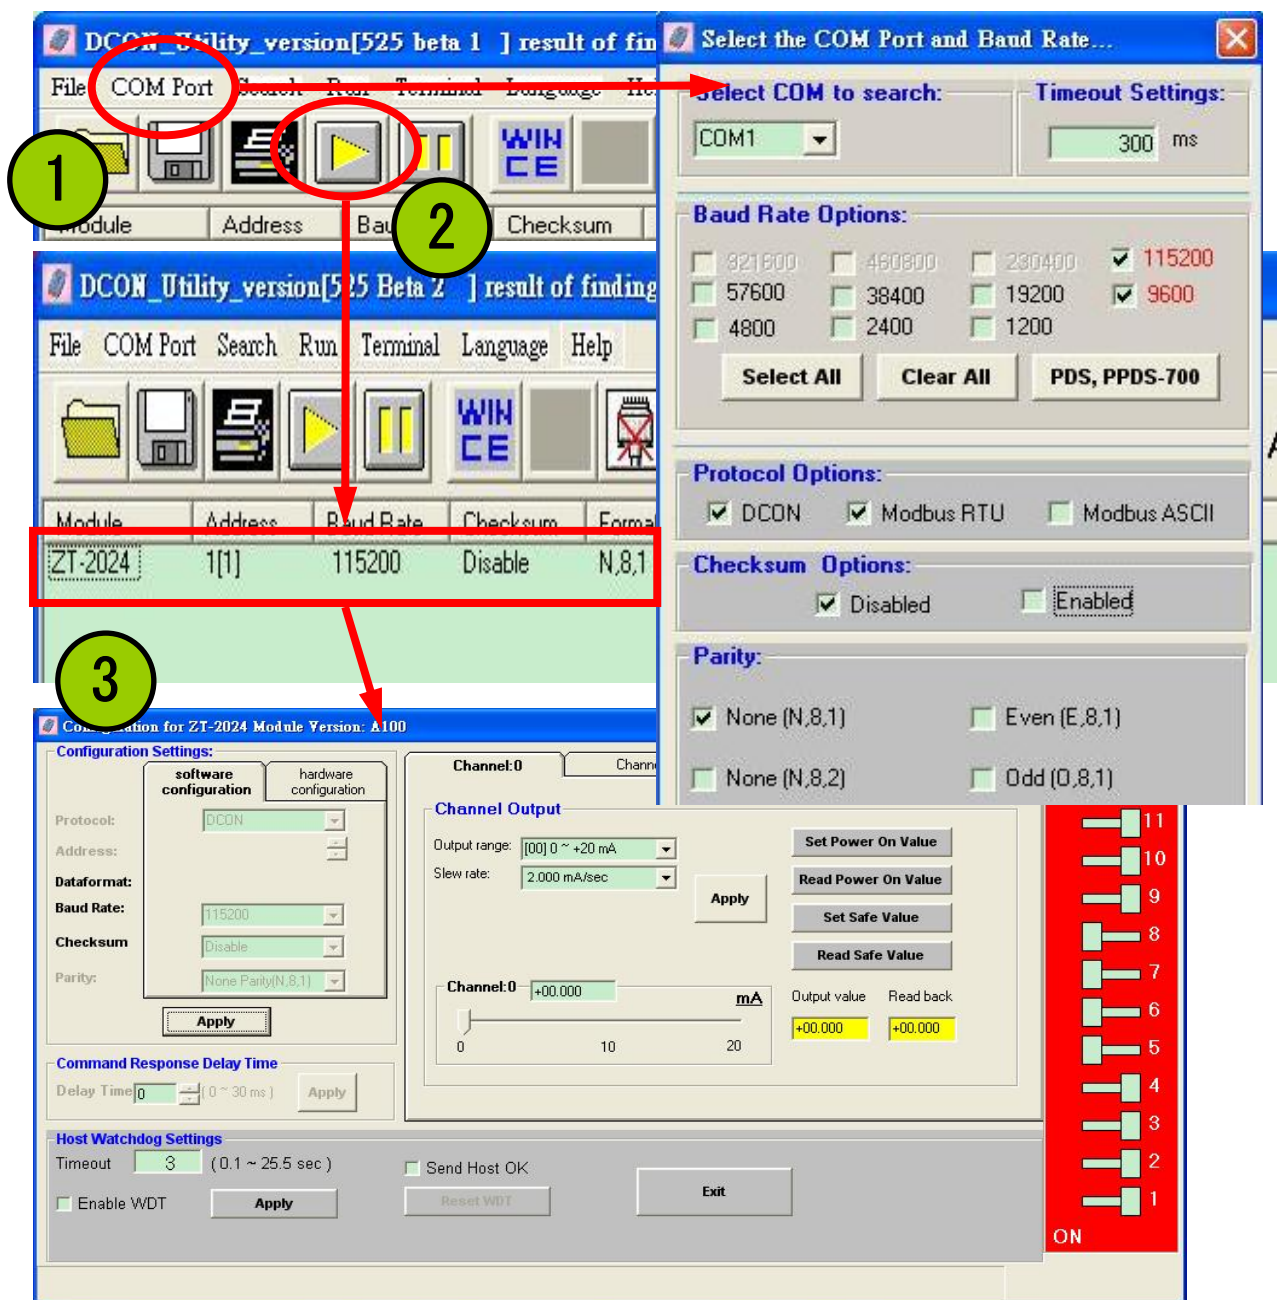 DCON_Utility_version[525 beta 1 ] result of fin
File COM Port Search Run Terminal Language Hel
1
WIN
CE
2
Module Address Bau Checksum
Select the COM Port and Baud Rate...
Select COM to search:
COM1
Timeout Settings:
300 ms
Baud Rate Options:
921600 460800 230400 115200
57600 38400 19200 9600
4800 2400 1200
Select All Clear All PDS, PPDS-700
Protocol Options:
DCON Modbus RTU Modbus ASCII
Checksum Options:
Disabled Enabled
Parity:
None (N,8,1) Even (E,8,1)
None (N,8,2) Odd (O,8,1)
DCON_Utility_version[525 Beta 2 ] result of finding
File COM Port Search Run Terminal Language Help
WIN
CE
Module Address Baud Rate Checksum Format
ZT-2024 1[1] 115200 Disable N,8,1
3
Configuration for ZT-2024 Module Version: A100
Configuration Settings:
software configuration
hardware configuration
Protocol: DCON
Address:
Dataformat:
Baud Rate: 115200
Checksum Disable
Parity: None Parity(N,8,1)
Apply
Command Response Delay Time
Delay Time 0 ( 0 ~ 30 ms ) Apply
Channel:0 Chann
Channel Output
Output range: [00] 0 ~ +20 mA
Slew rate: 2.000 mA/sec
Apply
Set Power On Value
Read Power On Value
Set Safe Value
Read Safe Value
Channel:0 +00.000 mA
0 10 20
Output value Read back
+00.000 +00.000
Host Watchdog Settings
Timeout 3 ( 0.1 ~ 25.5 sec )
Enable WDT Apply
Send Host OK
Reset WDT
Exit
11
10
9
8
7
6
5
4
3
2
1
ON